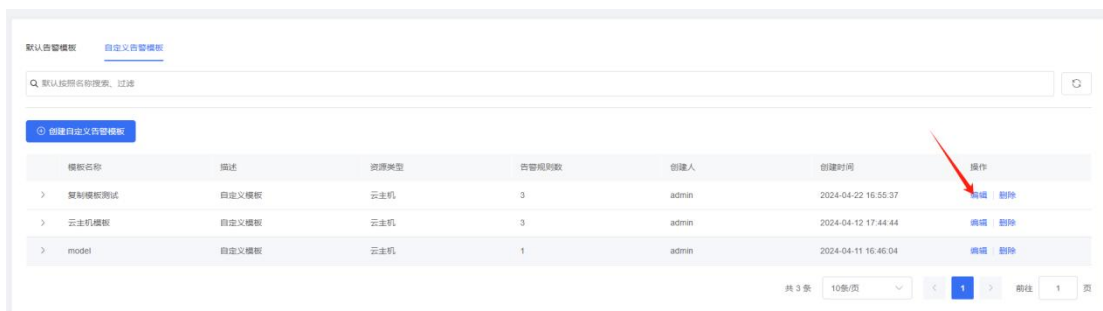 默认告警模板 自定义告警模板
默认按照名称搜索、过滤
创建自定义告警模板
模板名称 描述 资源类型 告警规则数 创建人 创建时间 操作
复制模板测试 自定义模板 云主机 3 admin 2024-04-22 16:55:37 编辑 删除
云主机模板 自定义模板 云主机 3 admin 2024-04-12 17:44:44 编辑 删除
model 自定义模板 云主机 1 admin 2024-04-11 16:46:04 编辑 删除
共 3 条 10条/页 1 前往 1 页